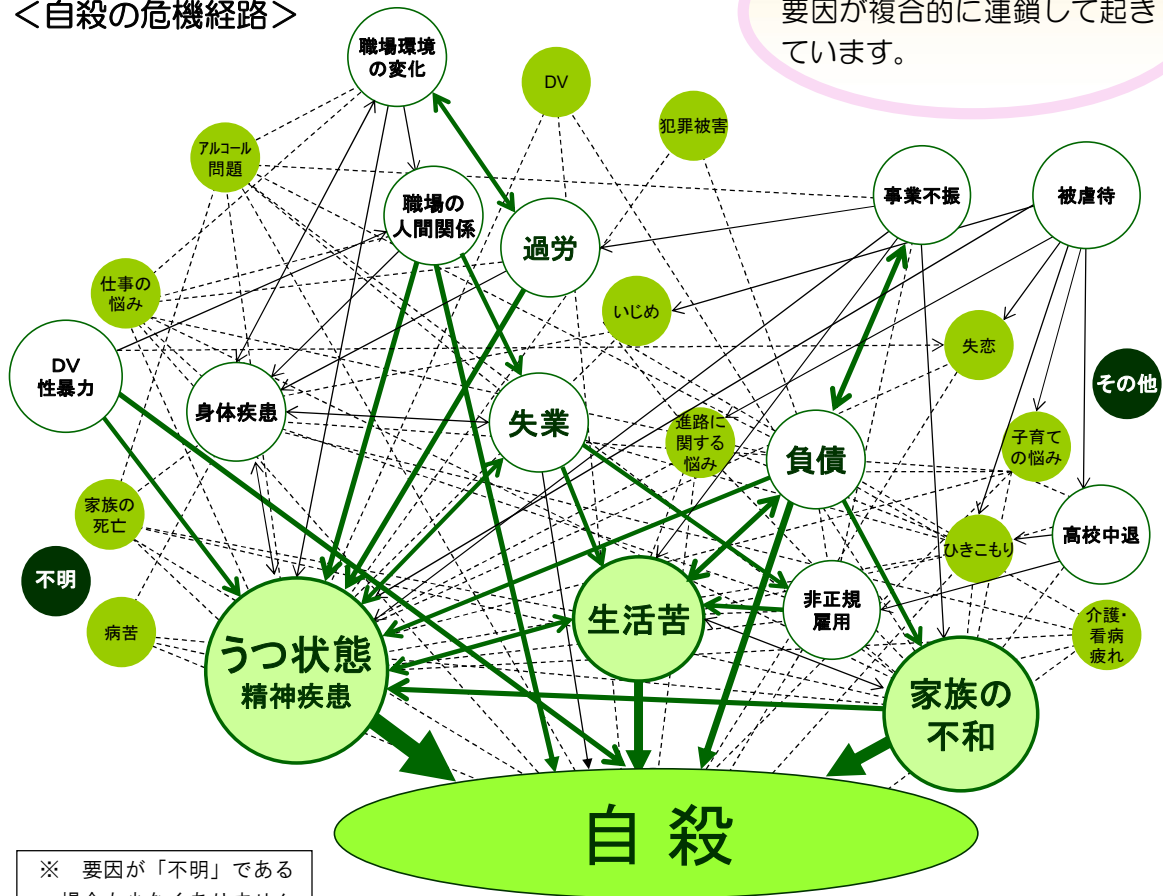 ＜自殺の危機経路＞
要因が複合的に連鎖して起き
ています。
職場環境
の変化
DV
犯罪被害
アルコール
問題
職場の
人間関係
過労
事業不振
被虐待
仕事の
悩み
いじめ
失恋
DV
性暴力
その他
身体疾患
失業
進路に
関する
悩み
負債
子育て
の悩み
家族の
死亡
ひきこもり
高校中退
不明
病苦
うつ状態
精神疾患
生活苦
非正規
雇用
介護・
看病
疲れ
家族の
不和
自殺
※　要因が「不明」である